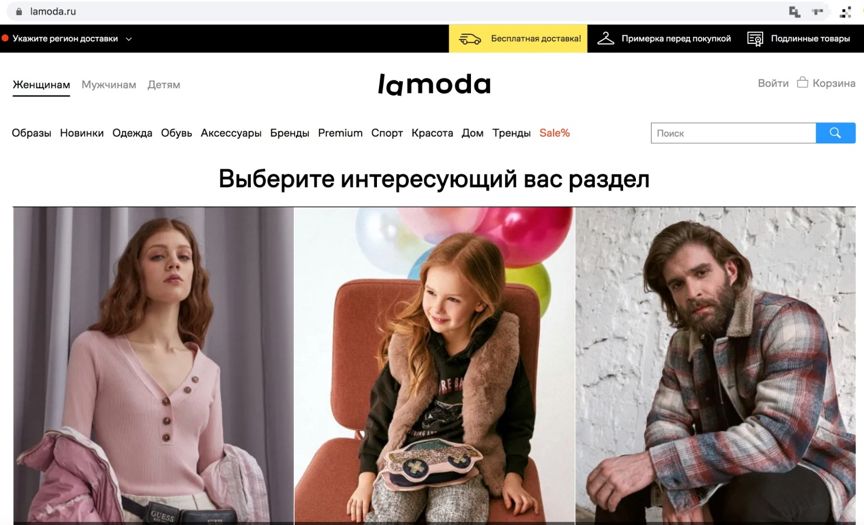 lamoda.ru
Укажите регион доставки
Бесплатная доставка!
Примерка перед покупкой
Подлинные товары
Женщинам Мужчинам Детям
lamoda
Войти Корзина
Образы Новинки Одежда Обувь Аксессуары Бренды Premium Спорт Красота Дом Тренды Sale%
Поиск
Выберите интересующий вас раздел
GUESS